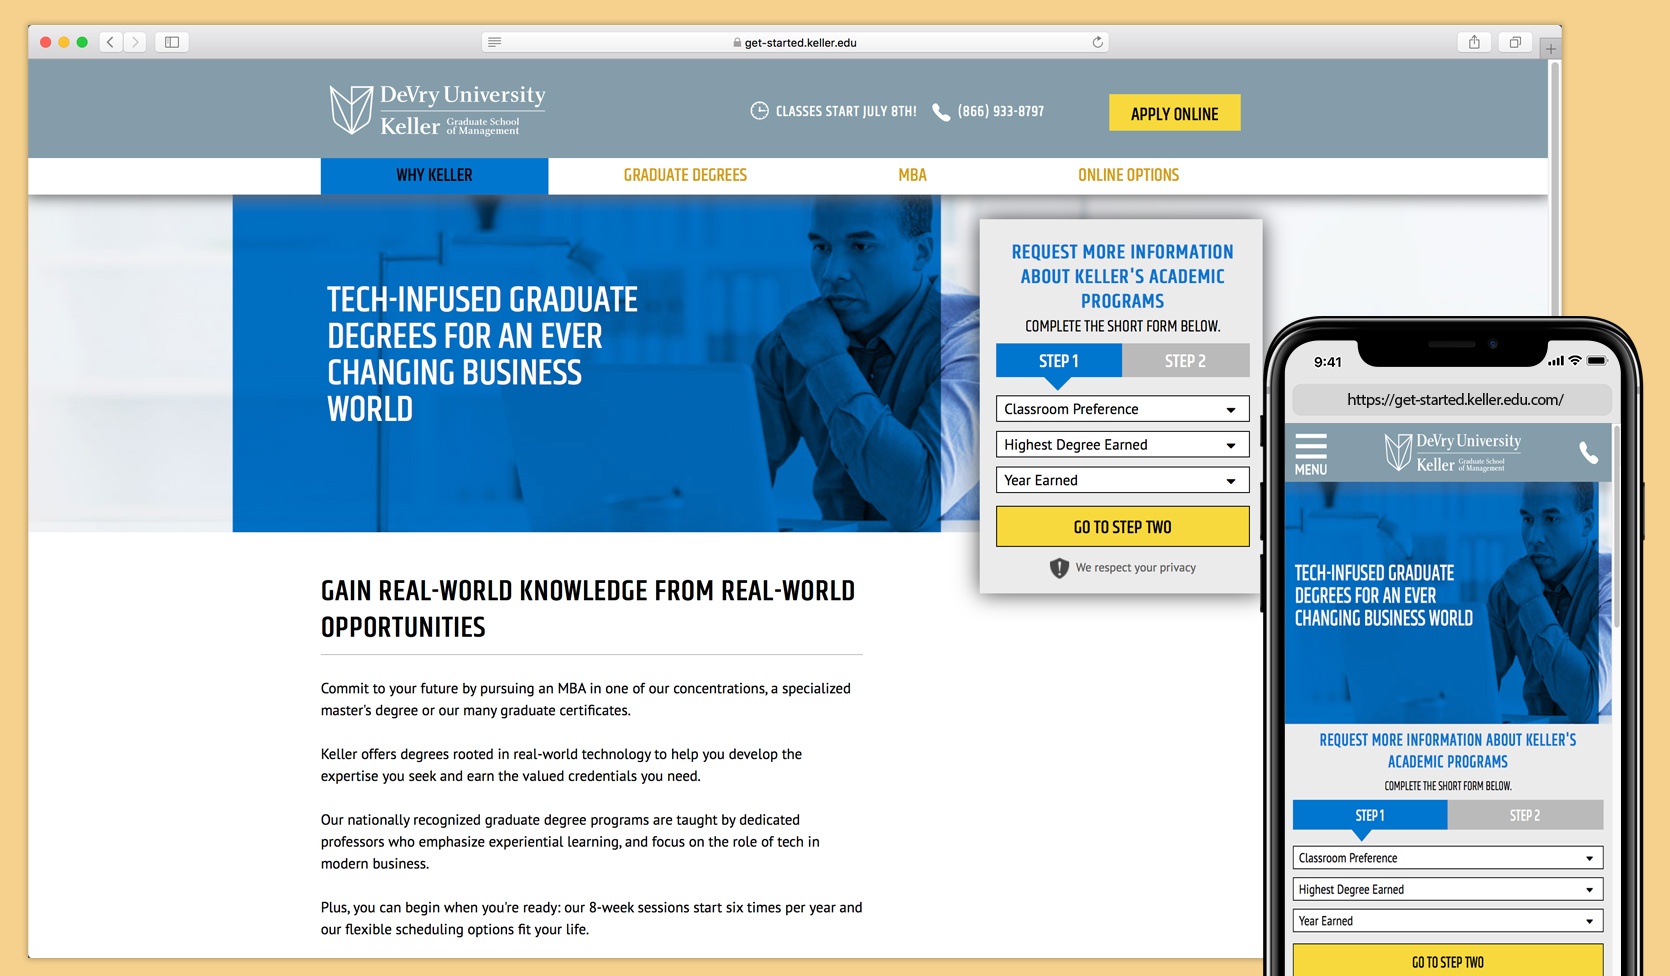 get-started.keller.edu
DeVry University
Keller Graduate School
of Management
CLASSES START JULY 8TH!
(866) 933-8797
APPLY ONLINE
WHY KELLER
GRADUATE DEGREES
MBA
ONLINE OPTIONS
TECH-INFUSED GRADUATE
DEGREES FOR AN EVER
CHANGING BUSINESS
WORLD
REQUEST MORE INFORMATION
ABOUT KELLER'S ACADEMIC
PROGRAMS
COMPLETE THE SHORT FORM BELOW.
STEP 1
STEP 2
Classroom Preference
Highest Degree Earned
Year Earned
GO TO STEP TWO
We respect your privacy
GAIN REAL-WORLD KNOWLEDGE FROM REAL-WORLD
OPPORTUNITIES
Commit to your future by pursuing an MBA in one of our concentrations, a specialized
master's degree or our many graduate certificates.
Keller offers degrees rooted in real-world technology to help you develop the
expertise you seek and earn the valued credentials you need.
Our nationally recognized graduate degree programs are taught by dedicated
professors who emphasize experiential learning, and focus on the role of tech in
modern business.
Plus, you can begin when you're ready: our 8-week sessions start six times per year and
our flexible scheduling options fit your life.
9:41
https://get-started.keller.edu.com/
MENU
DeVry University
Keller Graduate School
of Management
TECH-INFUSED GRADUATE
DEGREES FOR AN EVER
CHANGING BUSINESS WORLD
REQUEST MORE INFORMATION ABOUT KELLER'S
ACADEMIC PROGRAMS
COMPLETE THE SHORT FORM BELOW.
STEP 1
STEP 2
Classroom Preference
Highest Degree Earned
Year Earned
GO TO STEP TWO